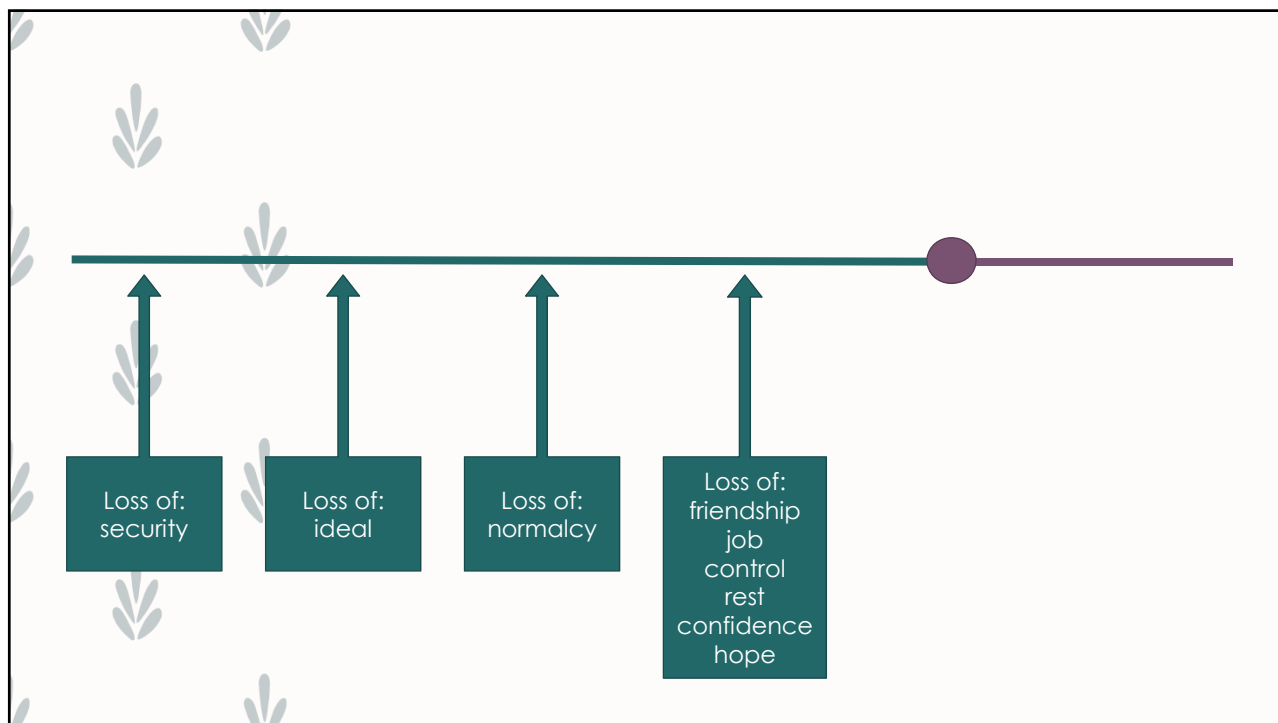 Loss of:
security
Loss of:
ideal
Loss of:
normalcy
Loss of:
friendship
job
control
rest
confidence
hope